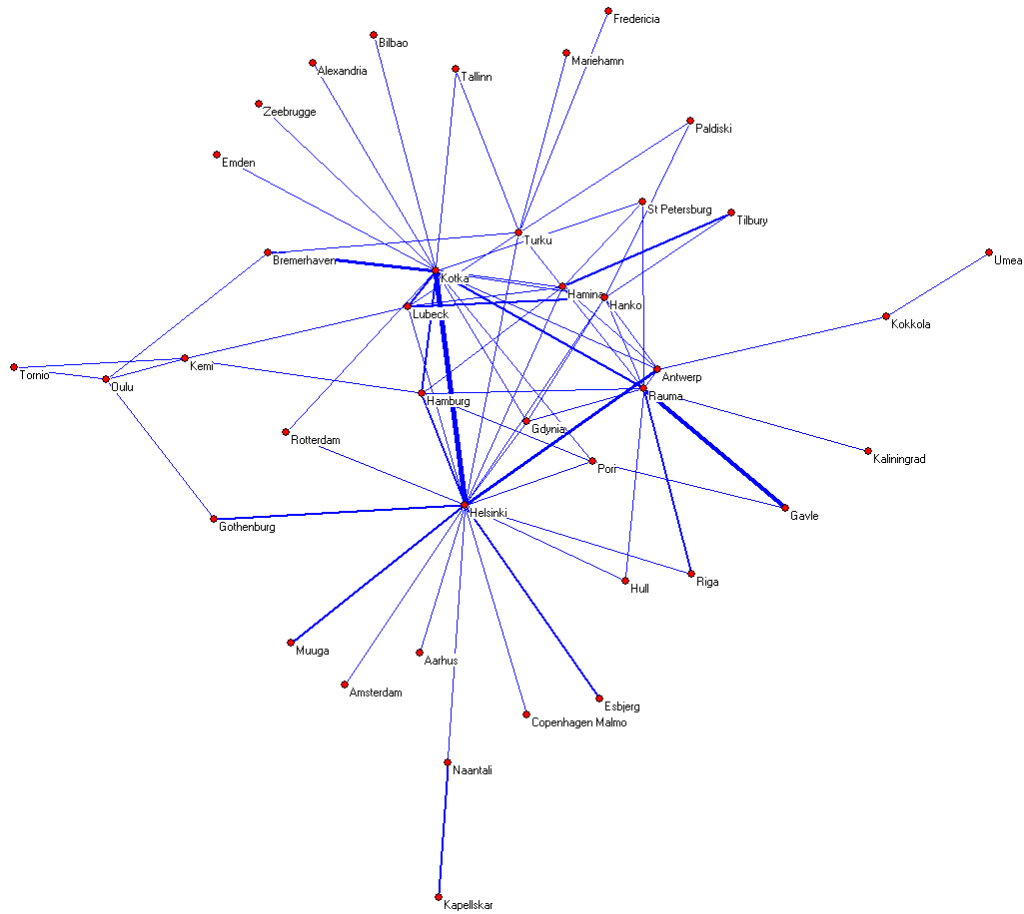 Fredericia
Bilbao
Mariehamn
Alexandria
Tallinn
Zeebrugge
Paldiski
Emden
St Petersburg
Tilbury
Turku
Bremerhaven
Umea
Kotka
Hamina
Hanko
Lubeck
Kokkola
Kemi
Tornio
Antwerp
Oulu
Rauma
Hamburg
Gdynia
Rotterdam
Kaliningrad
Pori
Helsinki
Gavle
Gothenburg
Riga
Hull
Muuga
Aarhus
Amsterdam
Esbjerg
Copenhagen Malmo
Naantali
Kapellskar